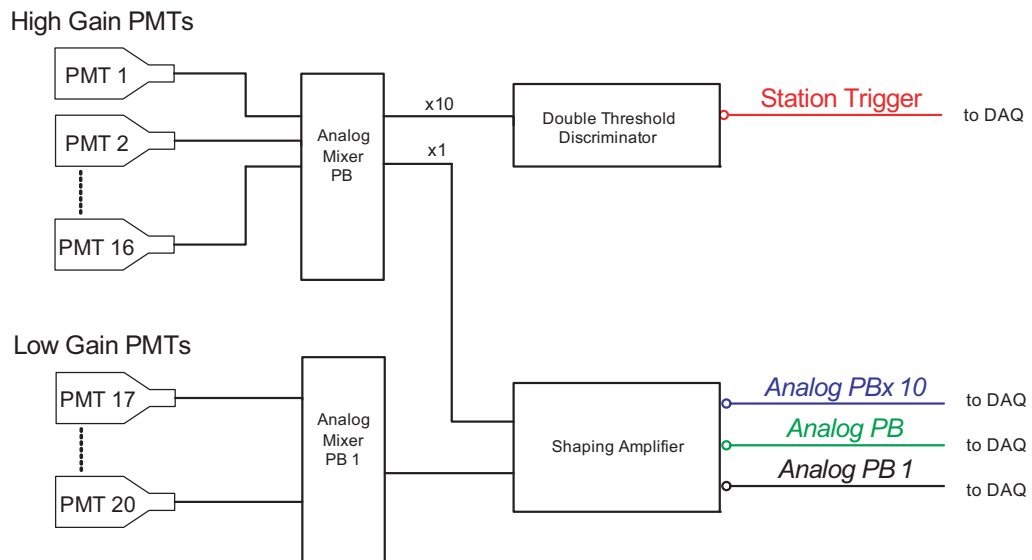 High Gain PMTs
PMT 1
PMT 2
PMT 16
Analog
Mixer
PB
x10
x1
Double Threshold
Discriminator
Station Trigger
to DAQ
Low Gain PMTs
PMT 17
PMT 20
Analog
Mixer
PB 1
Shaping Amplifier
Analog PBx 10
to DAQ
Analog PB
to DAQ
Analog PB 1
to DAQ